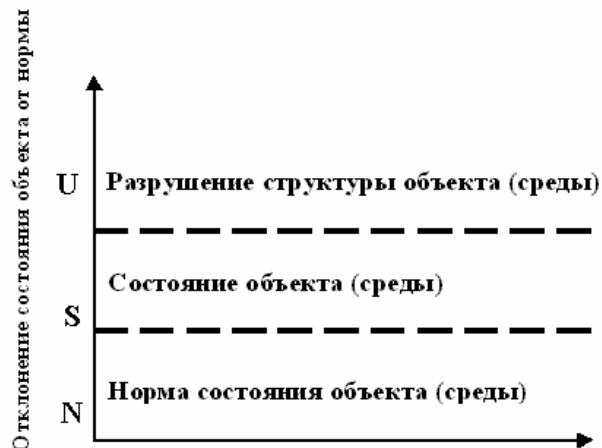 Отклонение состояния объекта от нормы
U Разрушение структуры объекта (среды)
Состояние объекта (среды)
S
Норма состояния объекта (среды)
N